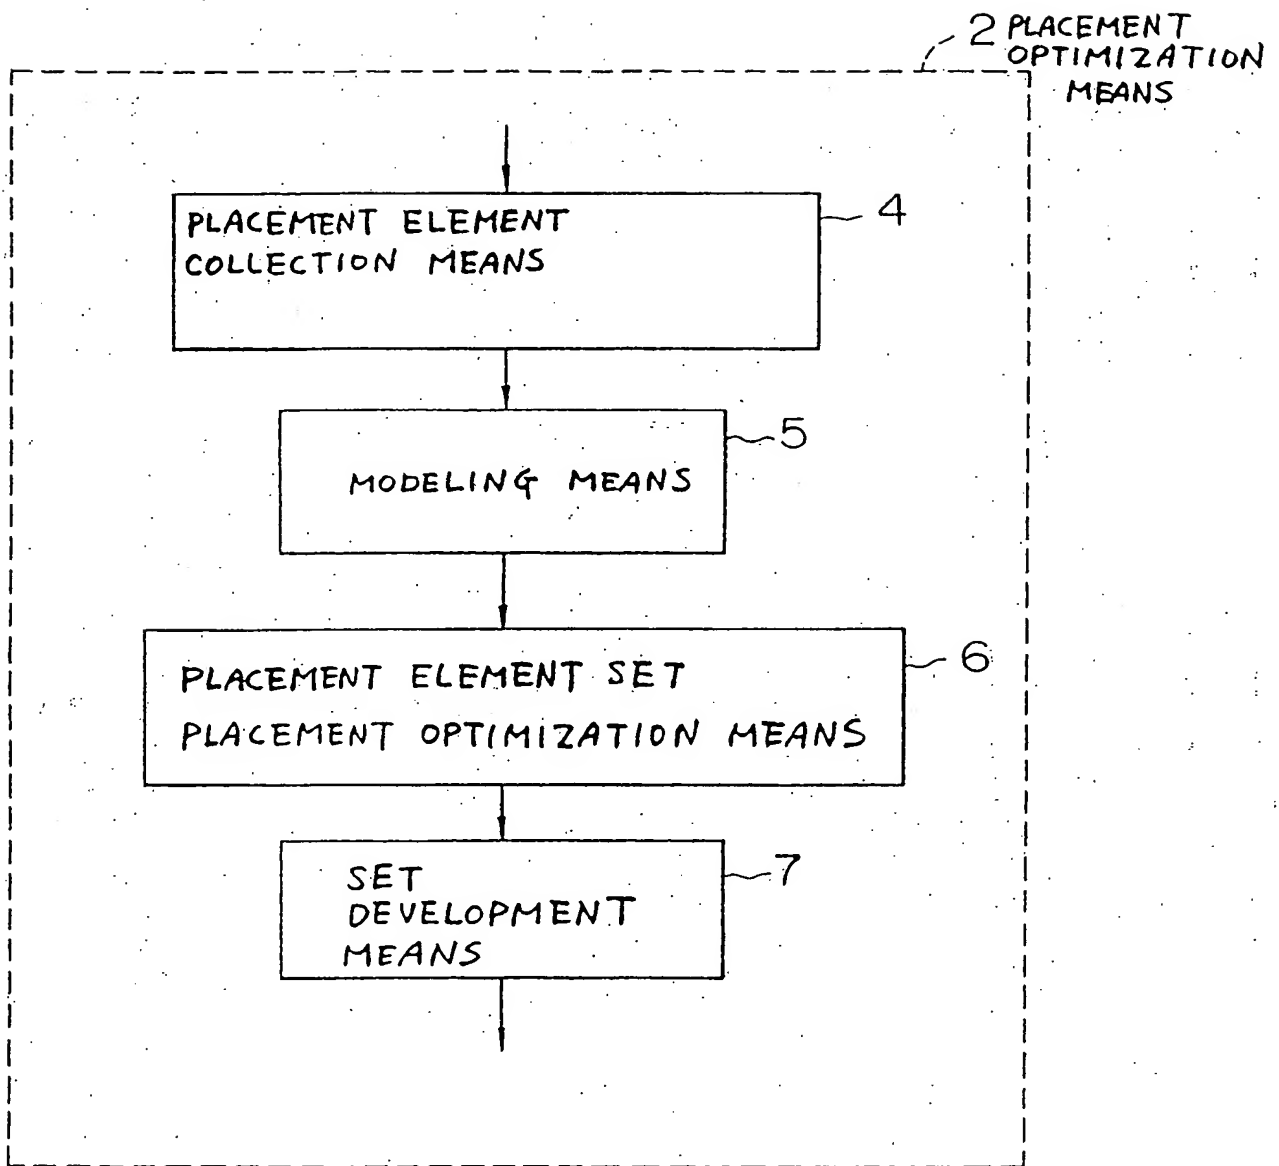 2 PLACEMENT
OPTIMIZATION
MEANS
PLACEMENT ELEMENT
COLLECTION MEANS
4
MODELING MEANS
5
PLACEMENT ELEMENT SET
PLACEMENT OPTIMIZATION MEANS
6
SET
DEVELOPMENT
MEANS
7